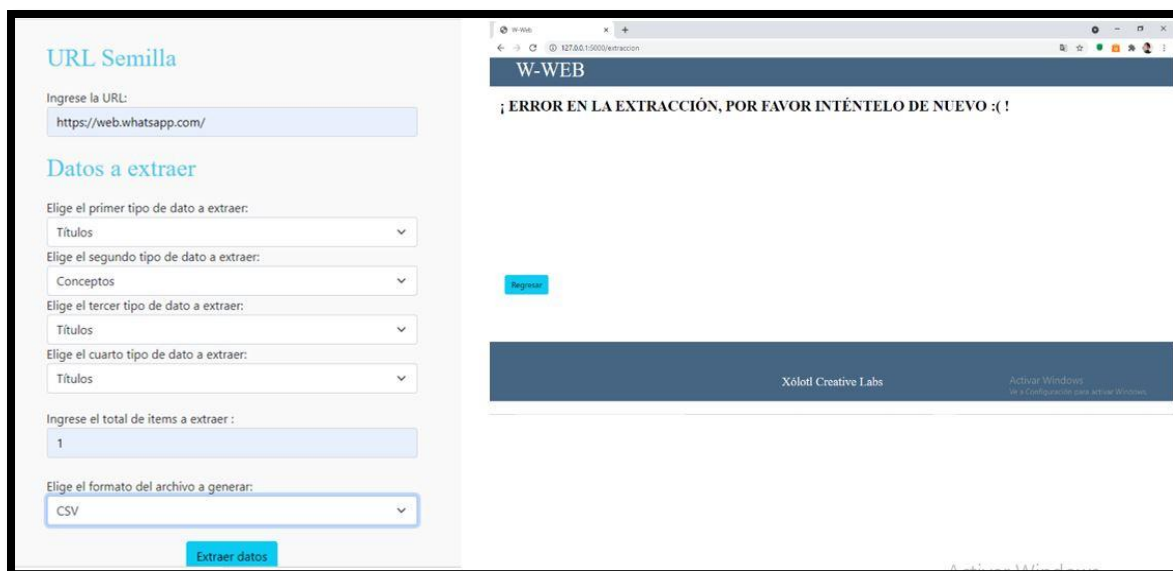 URL Semilla
Ingrese la URL:
https://web.whatsapp.com/
Datos a extraer
Elige el primer tipo de dato a extraer:
Títulos
Elige el segundo tipo de dato a extraer:
Conceptos
Elige el tercer tipo de dato a extraer:
Títulos
Elige el cuarto tipo de dato a extraer:
Títulos
Ingrese el total de items a extraer :
1
Elige el formato del archivo a generar:
CSV
Extraer datos
W-Web
127.0.0.1:5000/extraccion
W-WEB
¡ ERROR EN LA EXTRACCIÓN, POR FAVOR INTÉNTELO DE NUEVO :( !
Regresar
Xólotl Creative Labs
Activar Windows
Ve a Configuración para activar Windows.